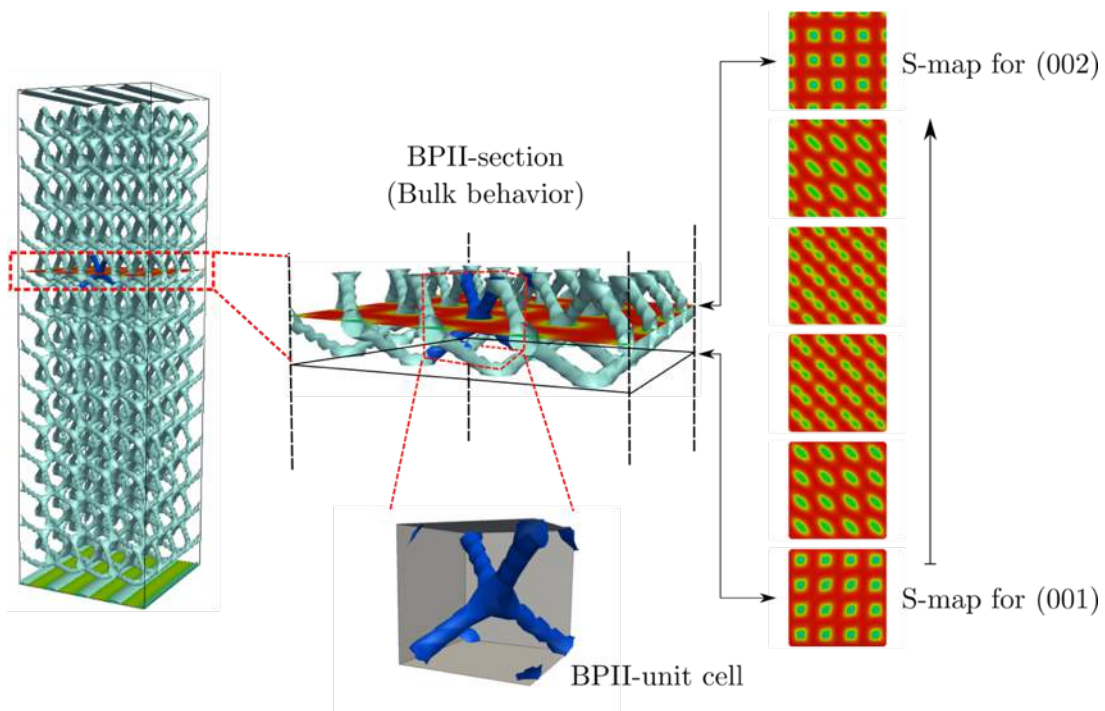 S-map for (002)
BPII-section
(Bulk behavior)
S-map for (001)
BPII-unit cell